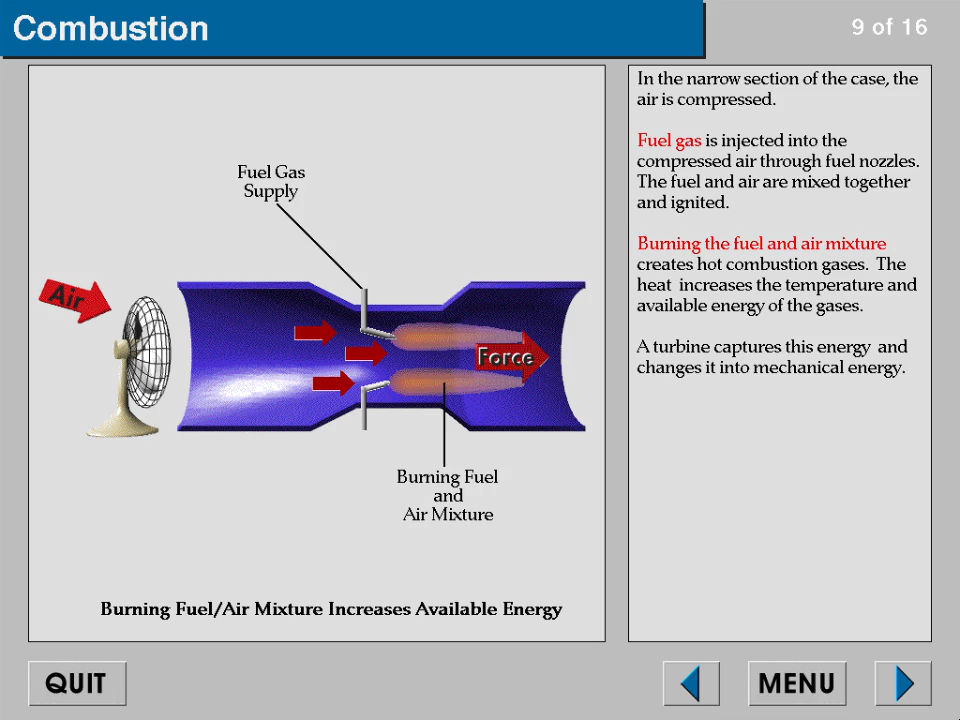 Combustion
9 of 16
Fuel Gas
Supply
Air
Force
Burning Fuel
and
Air Mixture
Burning Fuel/Air Mixture Increases Available Energy
In the narrow section of the case, the
air is compressed.
Fuel gas is injected into the
compressed air through fuel nozzles.
The fuel and air are mixed together
and ignited.
Burning the fuel and air mixture
creates hot combustion gases. The
heat increases the temperature and
available energy of the gases.
A turbine captures this energy and
changes it into mechanical energy.
QUIT
MENU